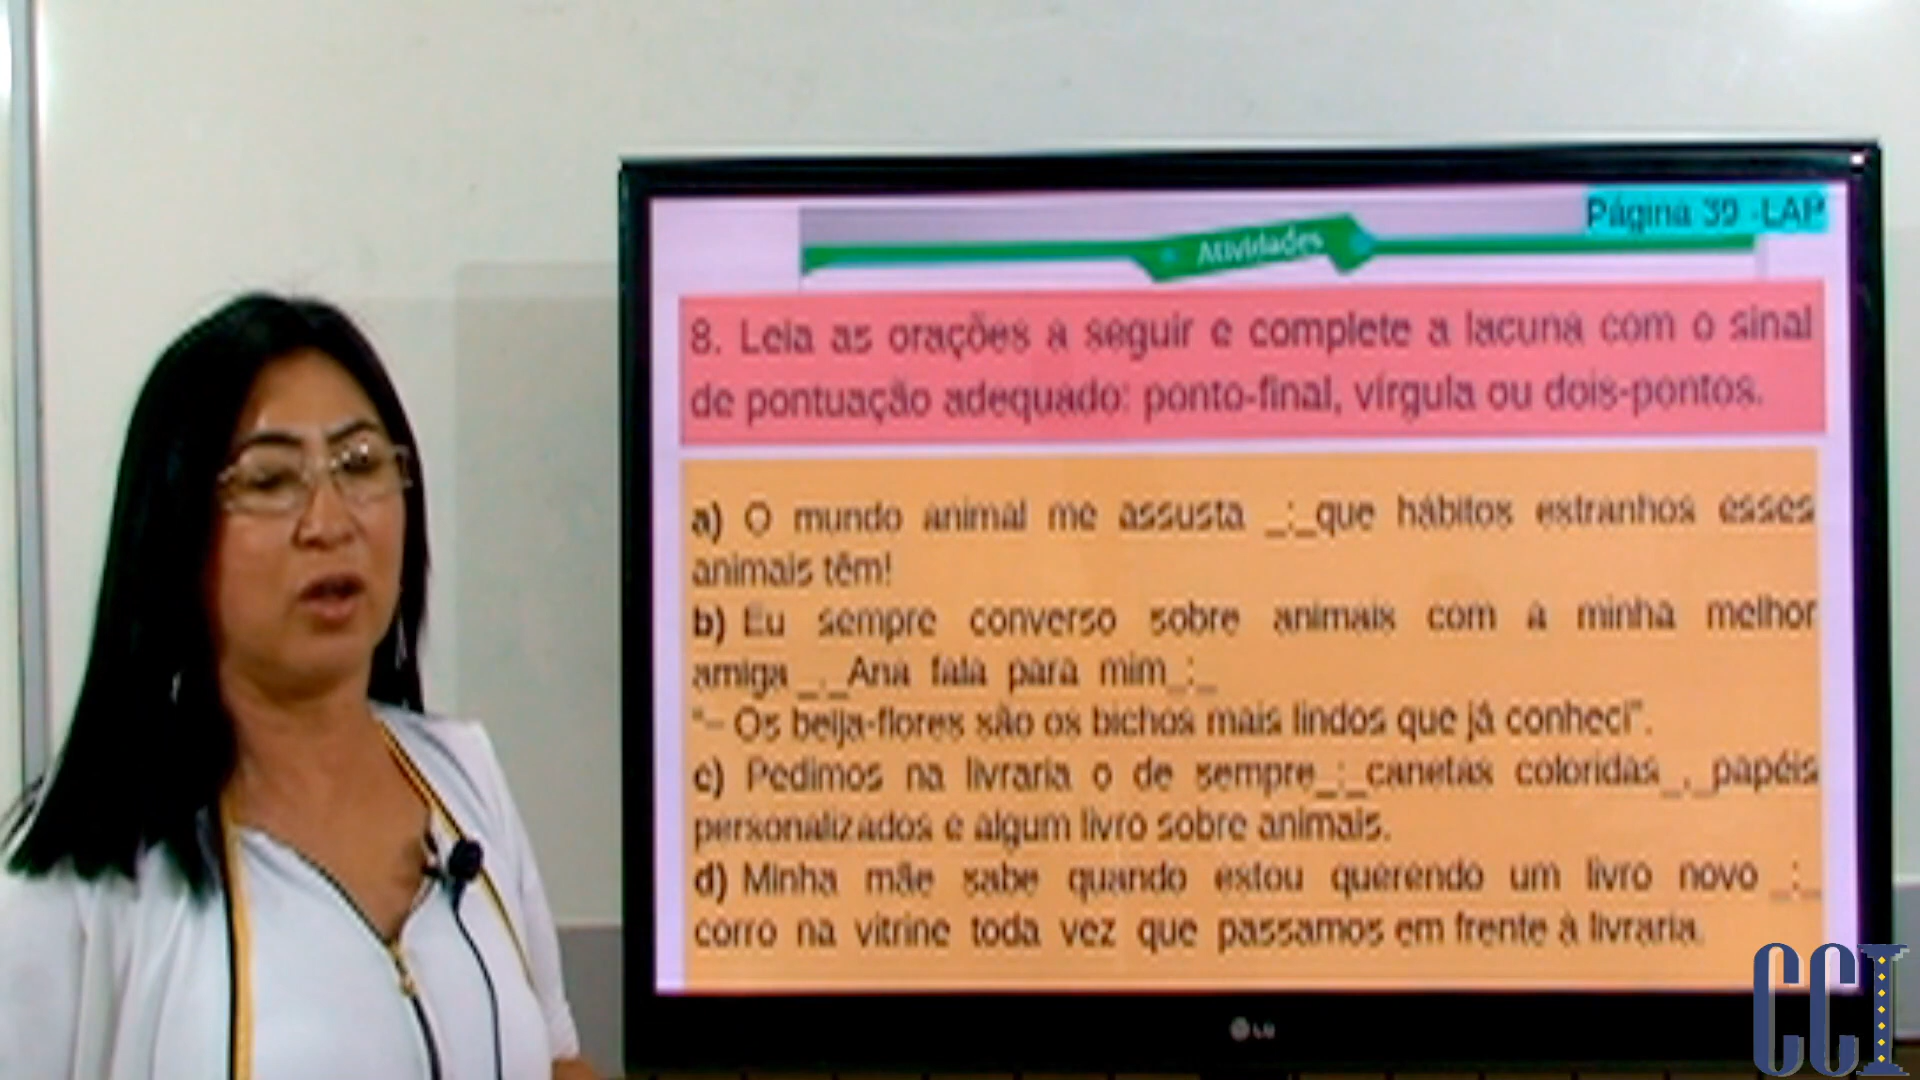 Página 39 -LAP
Atividades
8. Leia as orações a seguir e complete a lacuna com o sinal
de pontuação adequado: ponto-final, vírgula ou dois-pontos.
a) O mundo animal me assusta _:_que hábitos estranhos esses
animais têm!
b) Eu sempre converso sobre animais com a minha melhor
amiga _._Ana fala para mim_:_
"– Os beija-flores são os bichos mais lindos que já conheci".
c) Pedimos na livraria o de sempre_:_canetas coloridas_,_papéis
personalizados e algum livro sobre animais.
d) Minha mãe sabe quando estou querendo um livro novo _:_
corro na vitrine toda vez que passamos em frente à livraria.
LG
CCI